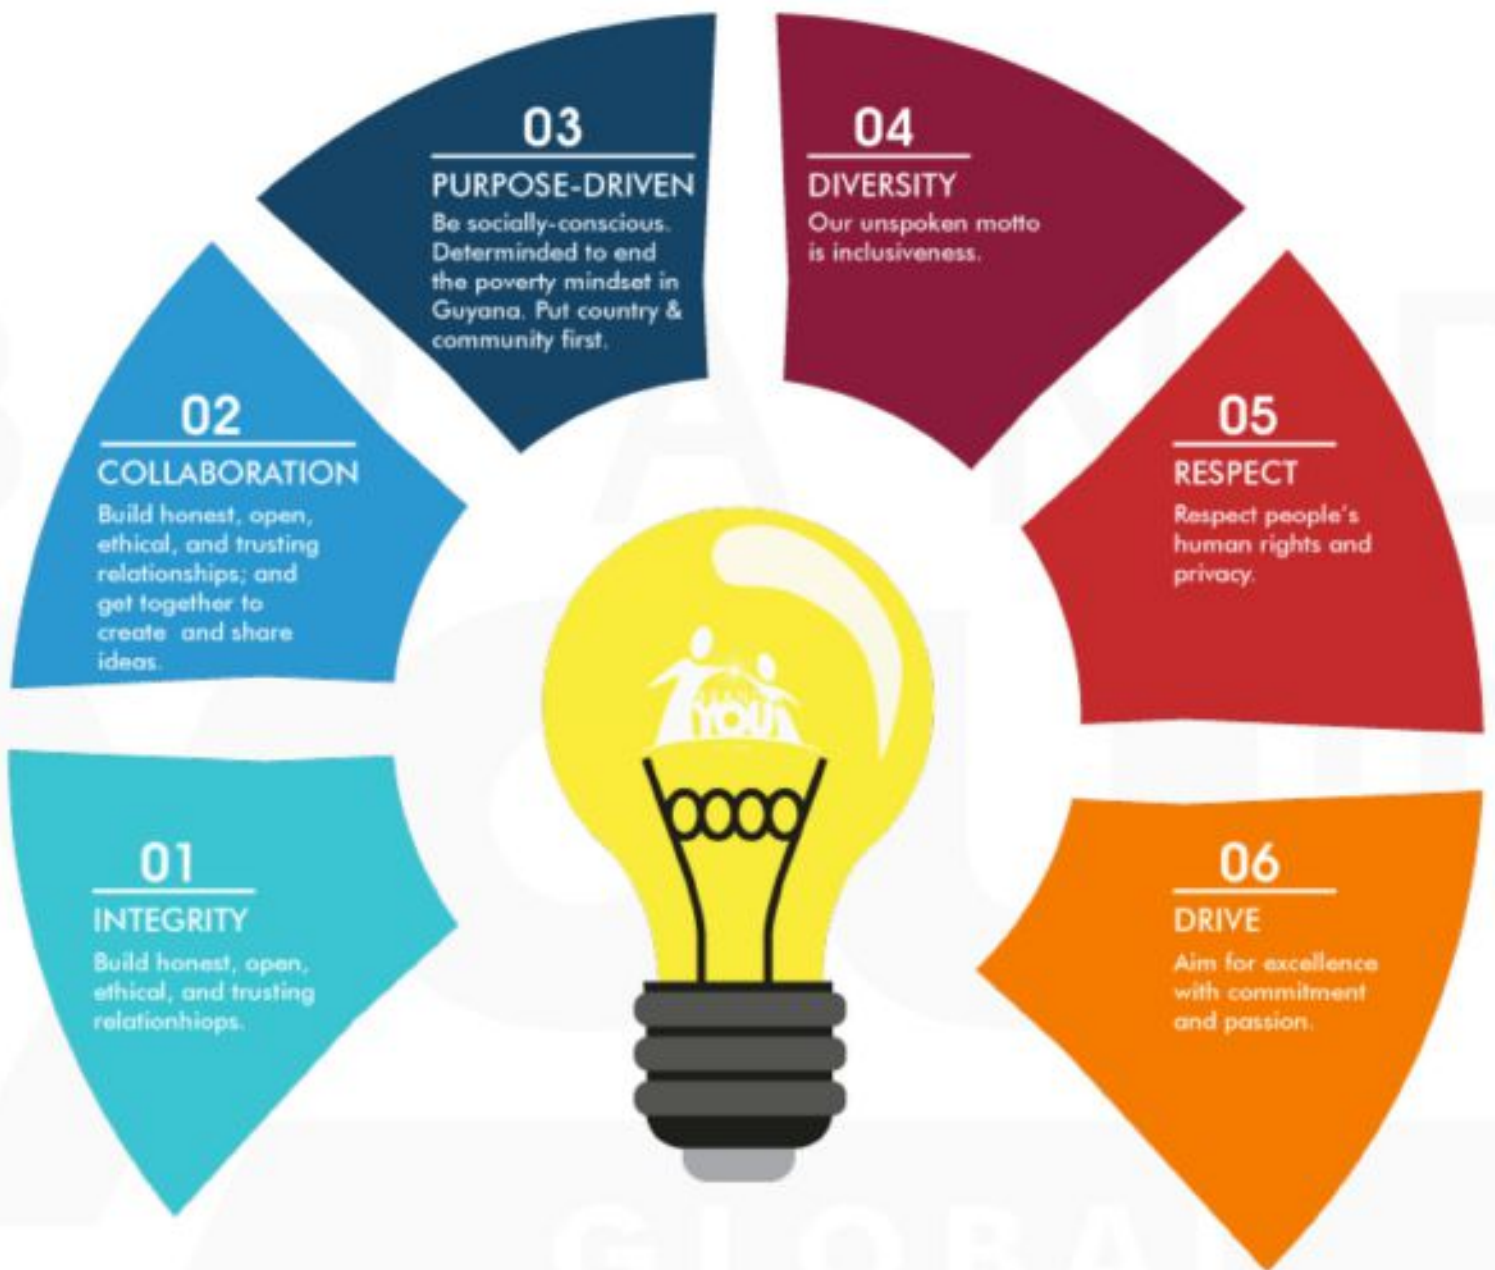 01
INTEGRITY
Build honest, open,
ethical, and trusting
relationhiops.
02
COLLABORATION
Build honest, open,
ethical, and trusting
relationships; and
get together to
create and share
ideas.
03
PURPOSE-DRIVEN
Be socially-conscious.
Determinded to end
the poverty mindset in
Guyana. Put country &
community first.
04
DIVERSITY
Our unspoken motto
is inclusiveness.
05
RESPECT
Respect people's
human rights and
privacy.
06
DRIVE
Aim for excellence
with commitment
and passion.
YOU
GLOBAL